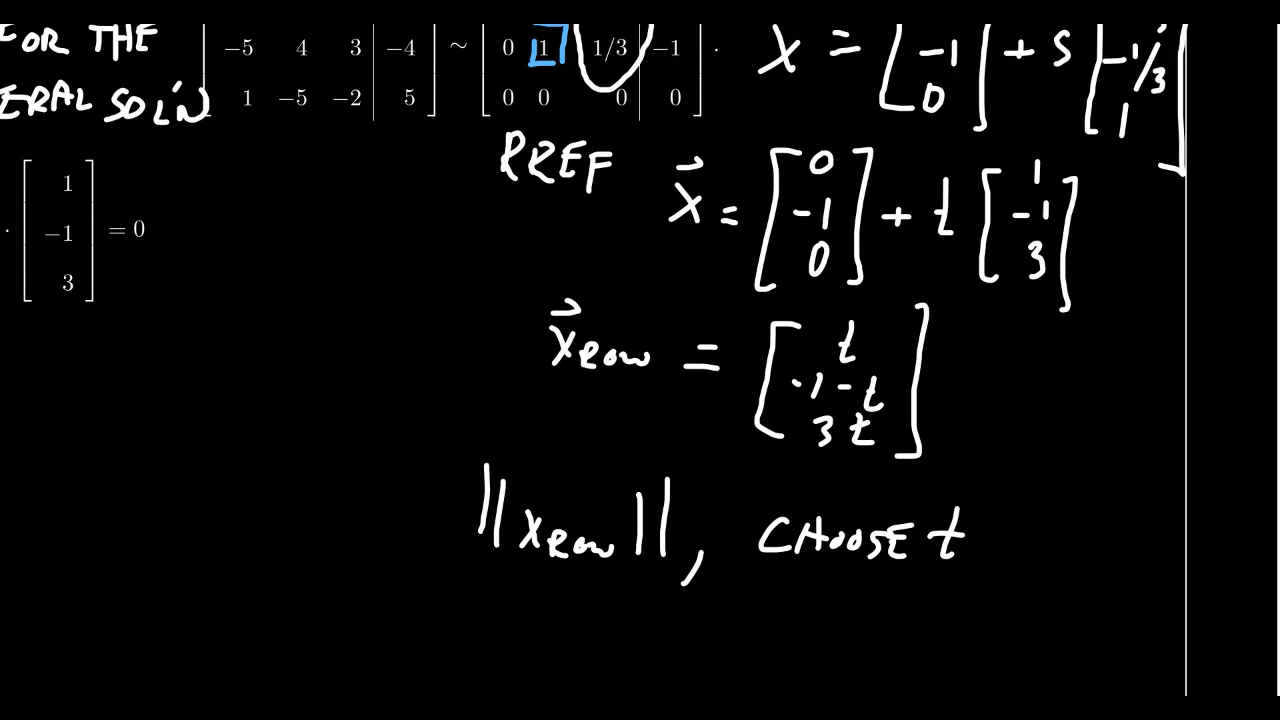 FOR THE
ERAL SOL'N
−5 4 3 −4 ∼ 0 1 1/3 −1 .
1 −5 −2 5 0 0 0 0
X = [ −1 0 ] + S [ −1/3 1 ]
RREF
x⃗ = [ 0 −1 0 ] + t [ 1 −1 3 ]
· [ 1 −1 3 ] = 0
x⃗ROW = [ t -1-t 3t ]
||xROW||, CHOOSE t